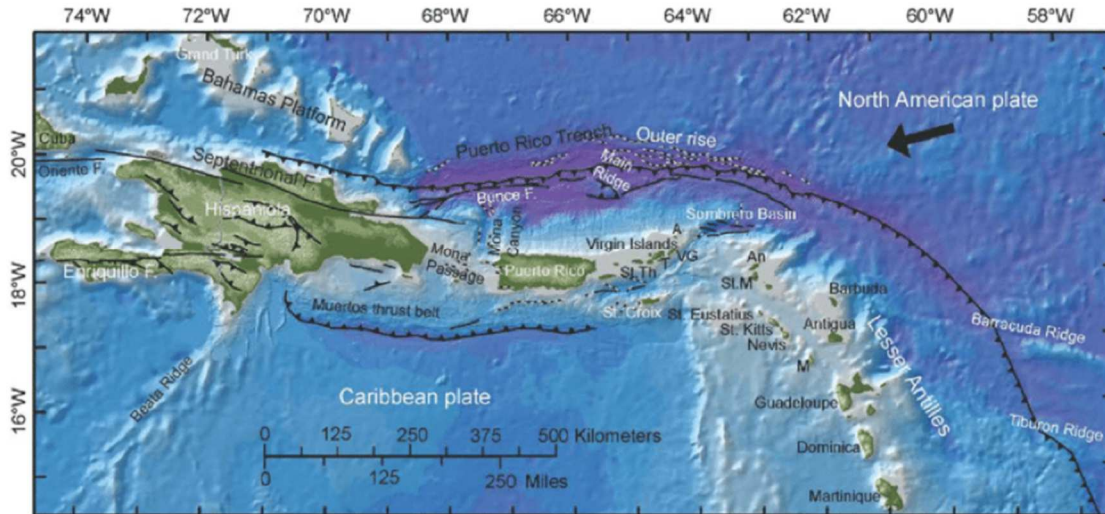 74°W 72°W 70°W 68°W 66°W 64°W 62°W 60°W 58°W
20°W
18°W
16°W
Grand Turk
Bahamas Platform
North American plate
Cuba
Puerto Rico Trench
Outer rise
Oriente F.
Septentrional F.
Main
Ridge
Bunce F.
Hispaniola
Mona
Canyon
Sombrero Basin
A
Virgin Islands
T
VG
An
Enriquillo F.
Mona
Passage
Puerto Rico
St.Th
St.M
Barbuda
Muertos thrust belt
St. Croix
St. Eustatius
St. Kitts
Nevis
Antigua
Barracuda Ridge
Lesser Antilles
M
Beata Ridge
Caribbean plate
Guadeloupe
Tiburon Ridge
0 125 250 375 500 Kilometers
0 125 250 Miles
Dominica
Martinique